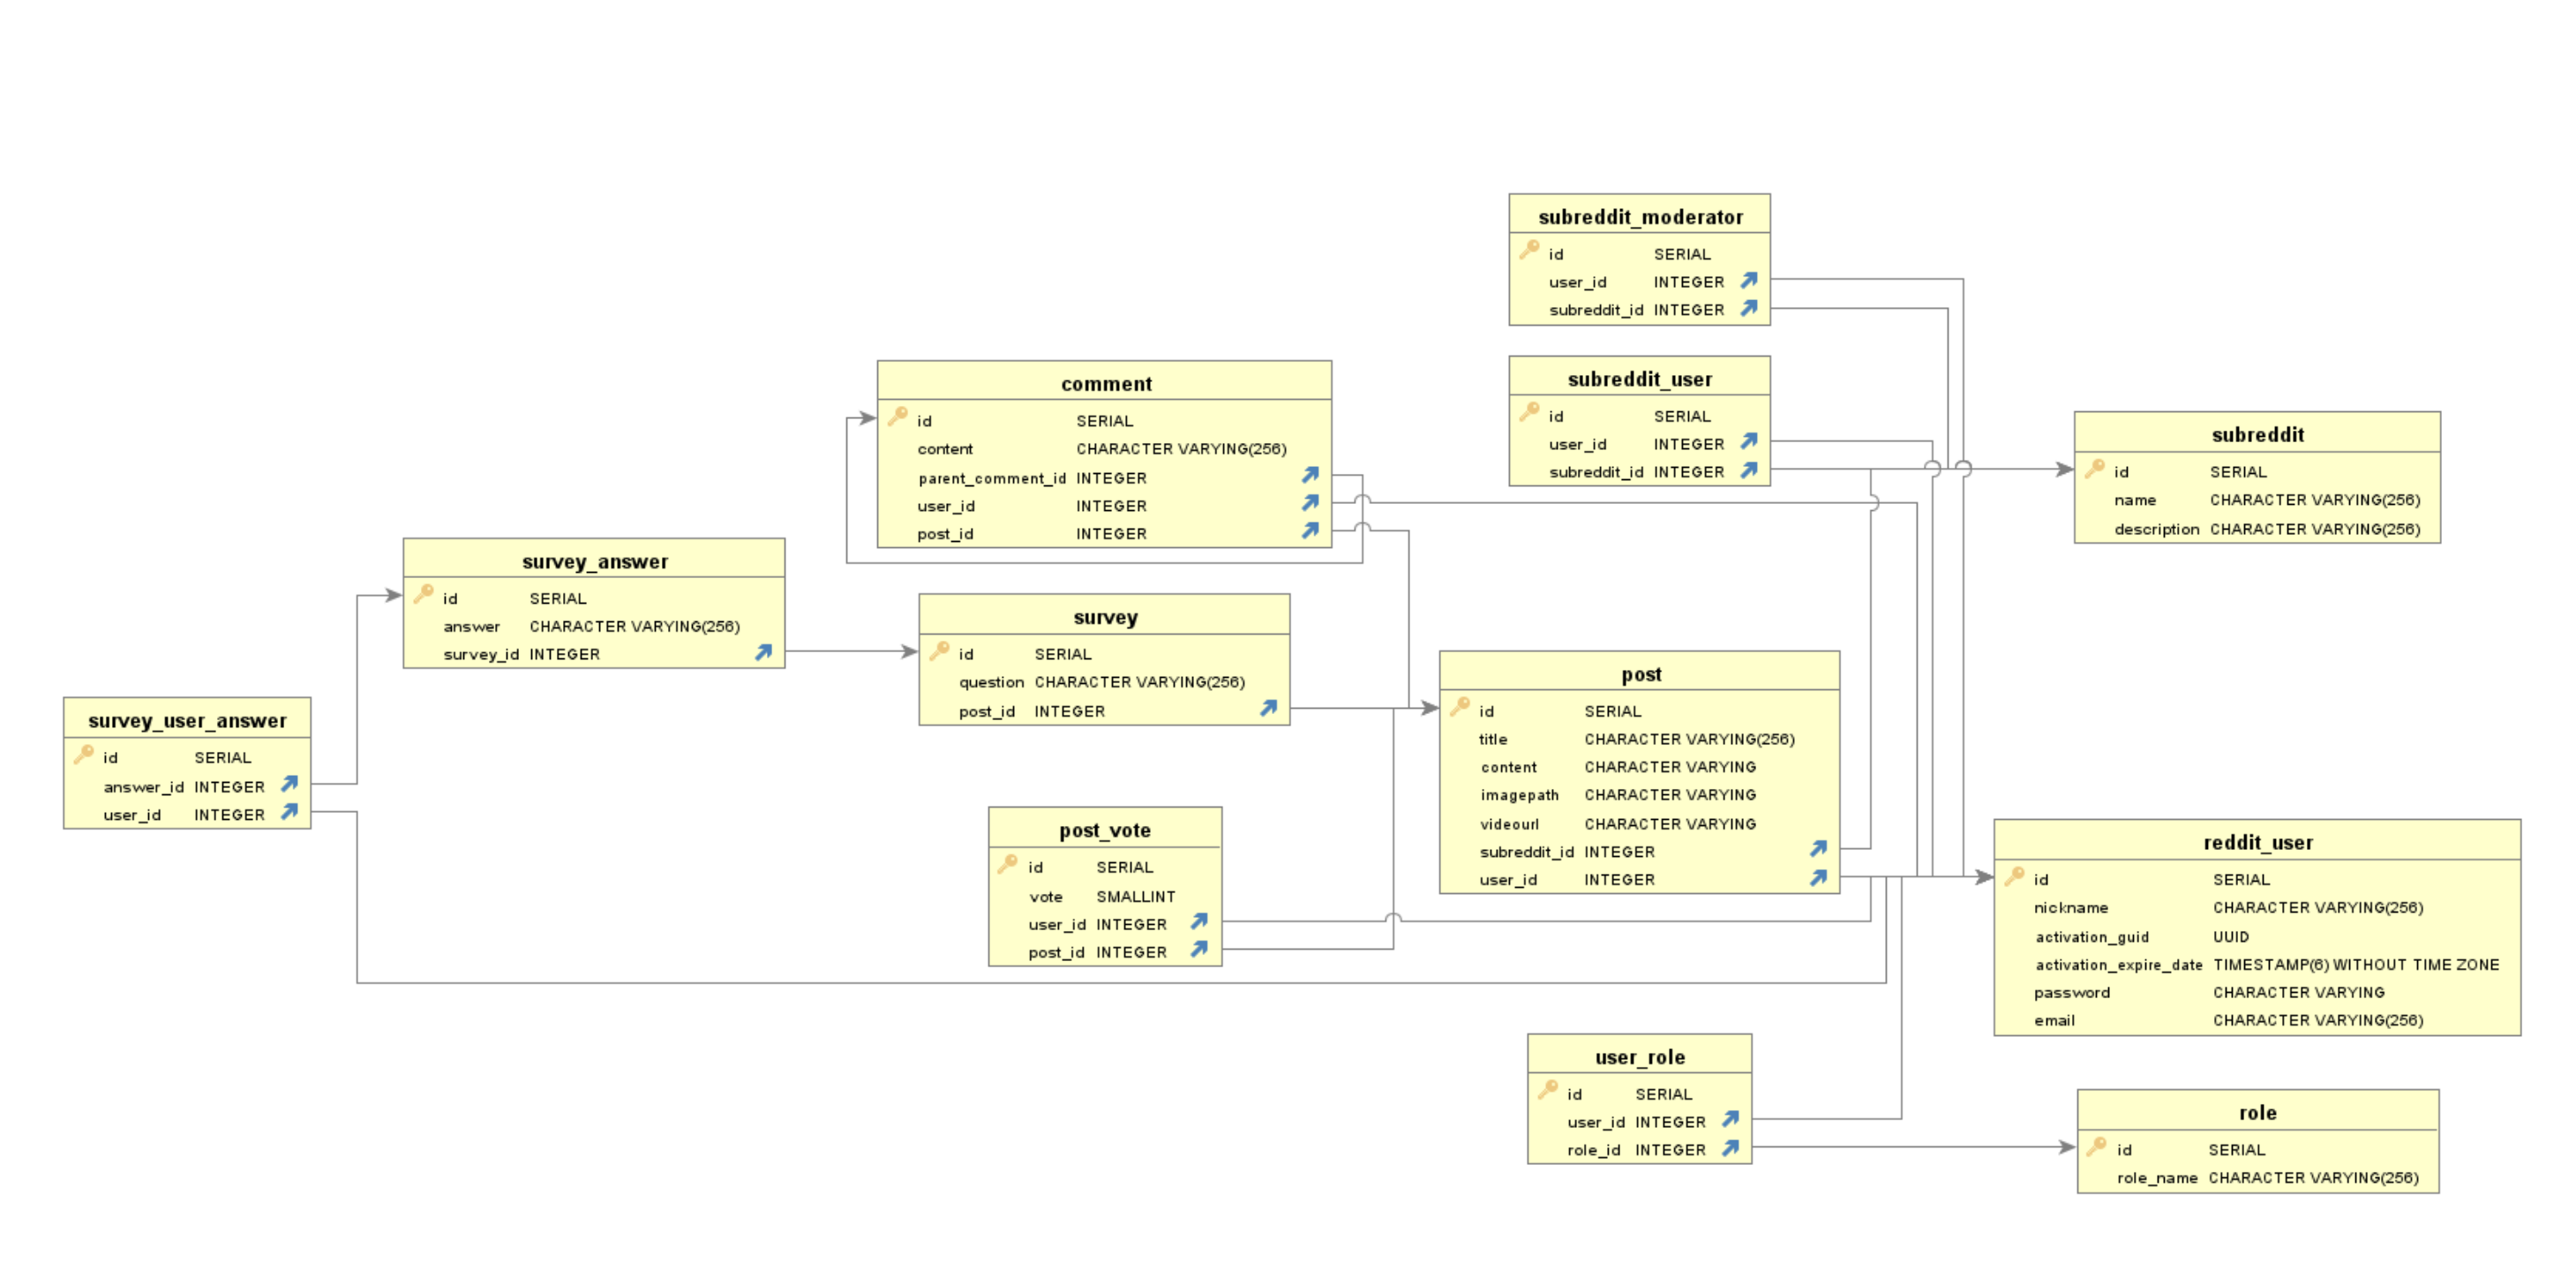 subreddit_moderator
id SERIAL
user_id INTEGER
subreddit_id INTEGER
subreddit_user
id SERIAL
user_id INTEGER
subreddit_id INTEGER
comment
id SERIAL
content CHARACTER VARYING(256)
parent_comment_id INTEGER
user_id INTEGER
post_id INTEGER
subreddit
id SERIAL
name CHARACTER VARYING(256)
description CHARACTER VARYING(256)
survey_answer
id SERIAL
answer CHARACTER VARYING(256)
survey_id INTEGER
survey
id SERIAL
question CHARACTER VARYING(256)
post_id INTEGER
post
id SERIAL
title CHARACTER VARYING(256)
content CHARACTER VARYING
imagepath CHARACTER VARYING
videourl CHARACTER VARYING
subreddit_id INTEGER
user_id INTEGER
survey_user_answer
id SERIAL
answer_id INTEGER
user_id INTEGER
post_vote
id SERIAL
vote SMALLINT
user_id INTEGER
post_id INTEGER
reddit_user
id SERIAL
nickname CHARACTER VARYING(256)
activation_guid UUID
activation_expire_date TIMESTAMP(6) WITHOUT TIME ZONE
password CHARACTER VARYING
email CHARACTER VARYING(256)
user_role
id SERIAL
user_id INTEGER
role_id INTEGER
role
id SERIAL
role_name CHARACTER VARYING(256)